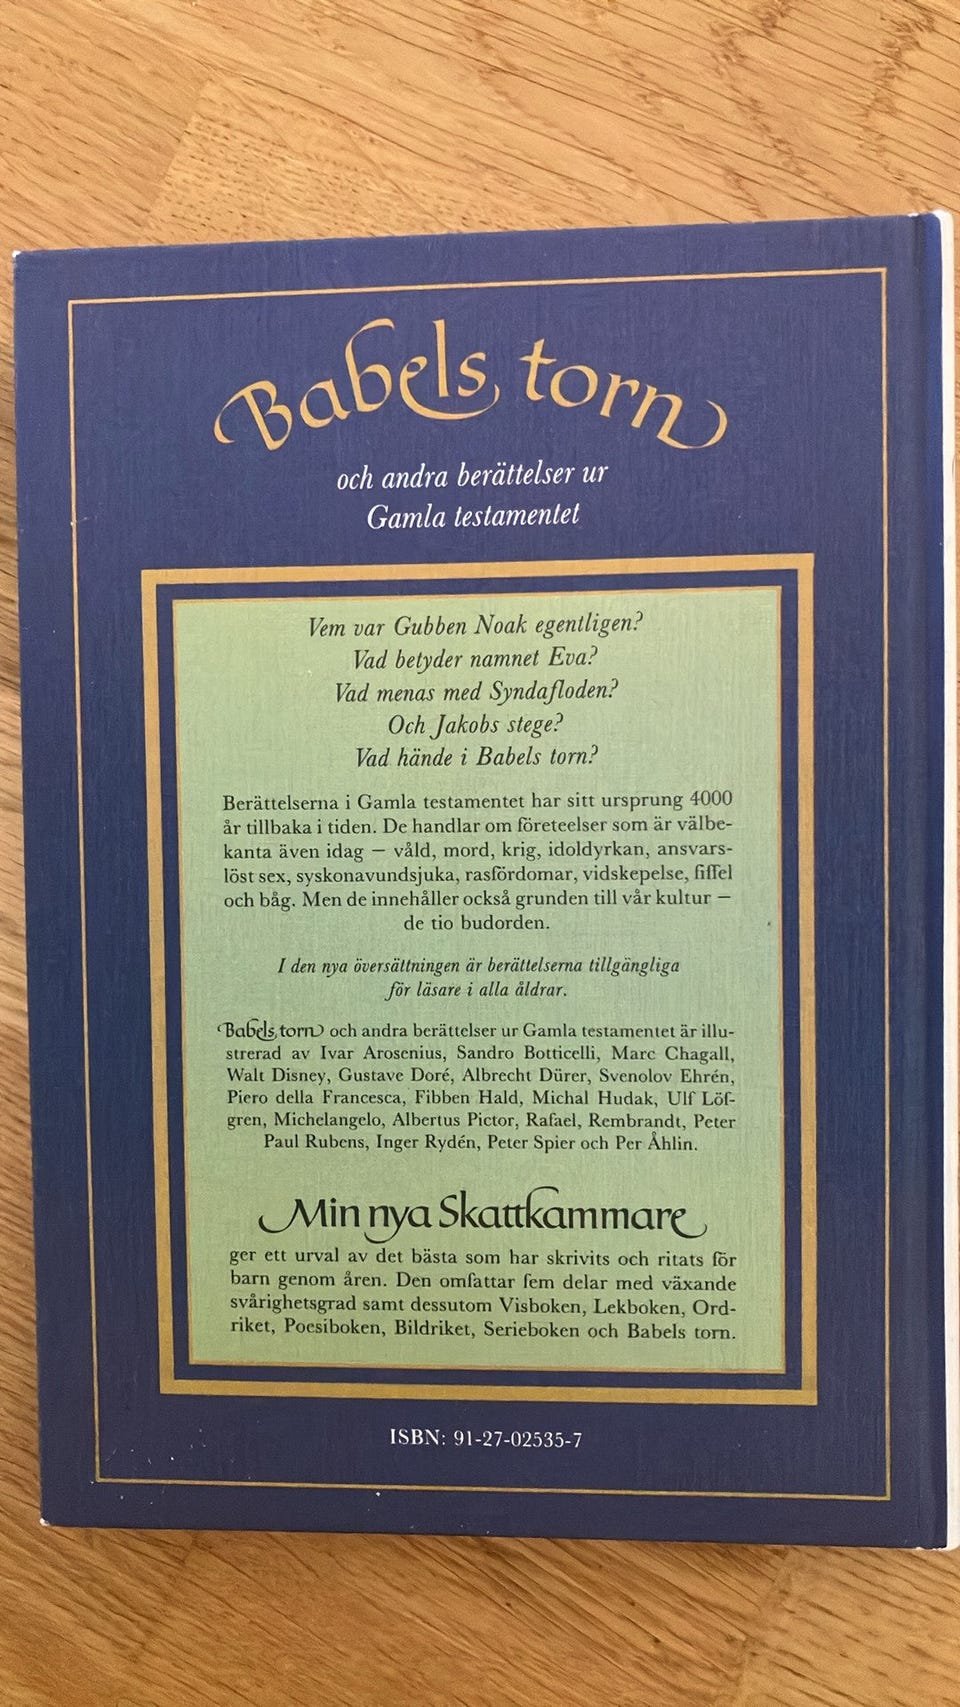 Babels torn
och andra berättelser ur
Gamla testamentet
Vem var Gubben Noak egentligen?
Vad betyder namnet Eva?
Vad menas med Syndafloden?
Och Jakobs stege?
Vad hände i Babels torn?
Berättelserna i Gamla testamentet har sitt ursprung 4000
år tillbaka i tiden. De handlar om företeelser som är välbe-
kanta även idag – våld, mord, krig, idoldyrkan, ansvars-
löst sex, syskonavundsjuka, rasfördomar, vidskepelse, fiffel
och båg. Men de innehåller också grunden till vår kultur –
de tio budorden.
I den nya översättningen är berättelserna tillgängliga
för läsare i alla åldrar.
Babels torn och andra berättelser ur Gamla testamentet är illu-
strerad av Ivar Arosenius, Sandro Botticelli, Marc Chagall,
Walt Disney, Gustave Doré, Albrecht Dürer, Svenolov Ehrén,
Piero della Francesca, Fibben Hald, Michal Hudak, Ulf Löf-
gren, Michelangelo, Albertus Pictor, Rafael, Rembrandt, Peter
Paul Rubens, Inger Rydén, Peter Spier och Per Åhlin.
Min nya Skattkammare
ger ett urval av det bästa som har skrivits och ritats för
barn genom åren. Den omfattar fem delar med växande
svårighetsgrad samt dessutom Visboken, Lekboken, Ord-
riket, Poesiboken, Bildriket, Serieboken och Babels torn.
ISBN: 91-27-02535-7